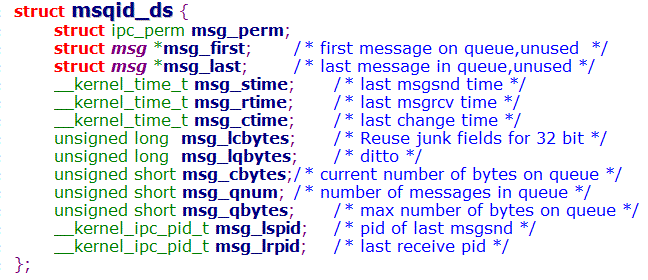 struct msqid_ds {
struct ipc_perm msg_perm;
struct msg *msg_first; /* first message on queue,unused */
struct msg *msg_last; /* last message in queue,unused */
__kernel_time_t msg_stime; /* last msgsnd time */
__kernel_time_t msg_rtime; /* last msgrcv time */
__kernel_time_t msg_ctime; /* last change time */
unsigned long msg_lcbytes; /* Reuse junk fields for 32 bit */
unsigned long msg_lqbytes; /* ditto */
unsigned short msg_cbytes; /* current number of bytes on queue */
unsigned short msg_qnum; /* number of messages in queue */
unsigned short msg_qbytes; /* max number of bytes on queue */
__kernel_ipc_pid_t msg_lspid; /* pid of last msgsnd */
__kernel_ipc_pid_t msg_lrpid; /* last receive pid */
};